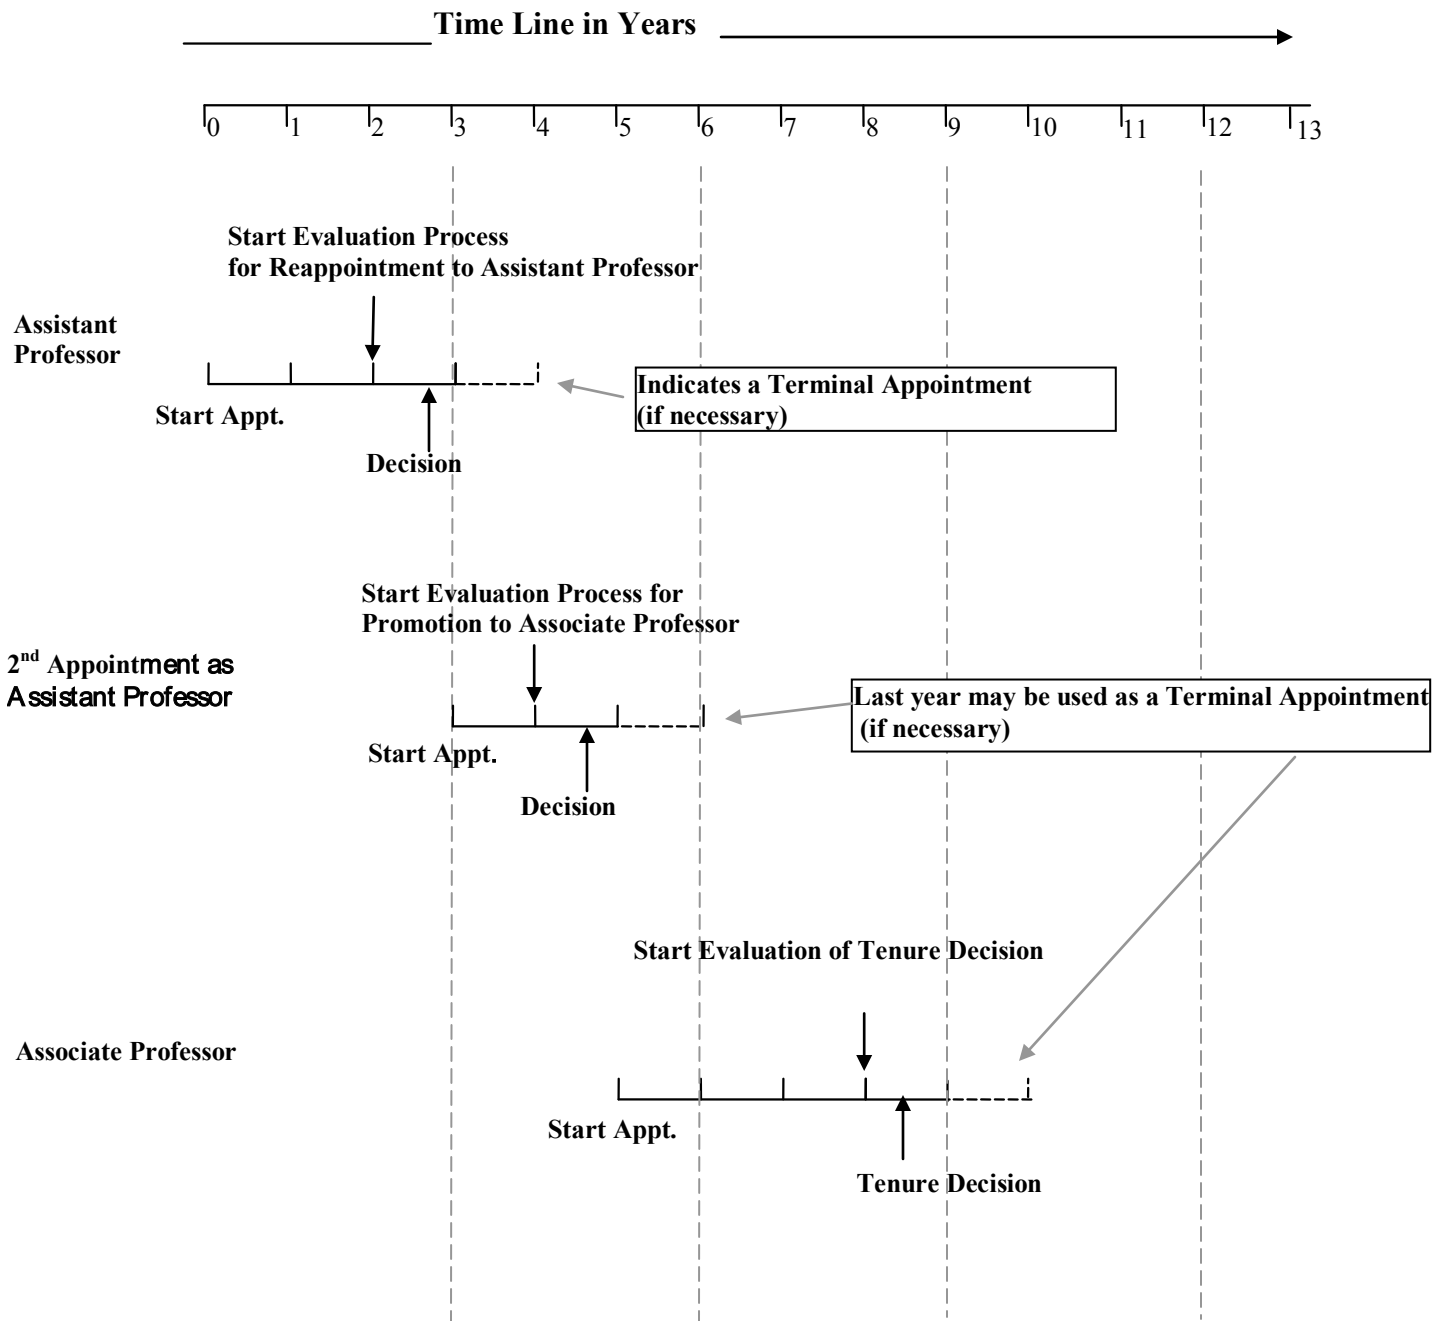 Time Line in Years
0 1 2 3 4 5 6 7 8 9 10 11 12 13
Start Evaluation Process
for Reappointment to Assistant Professor
Assistant
Professor
Indicates a Terminal Appointment
(if necessary)
Start Appt.
Decision
Start Evaluation Process for
Promotion to Associate Professor
2nd Appointment as
Assistant Professor
Last year may be used as a Terminal Appointment
(if necessary)
Start Appt.
Decision
Start Evaluation of Tenure Decision
Associate Professor
Start Appt.
Tenure Decision